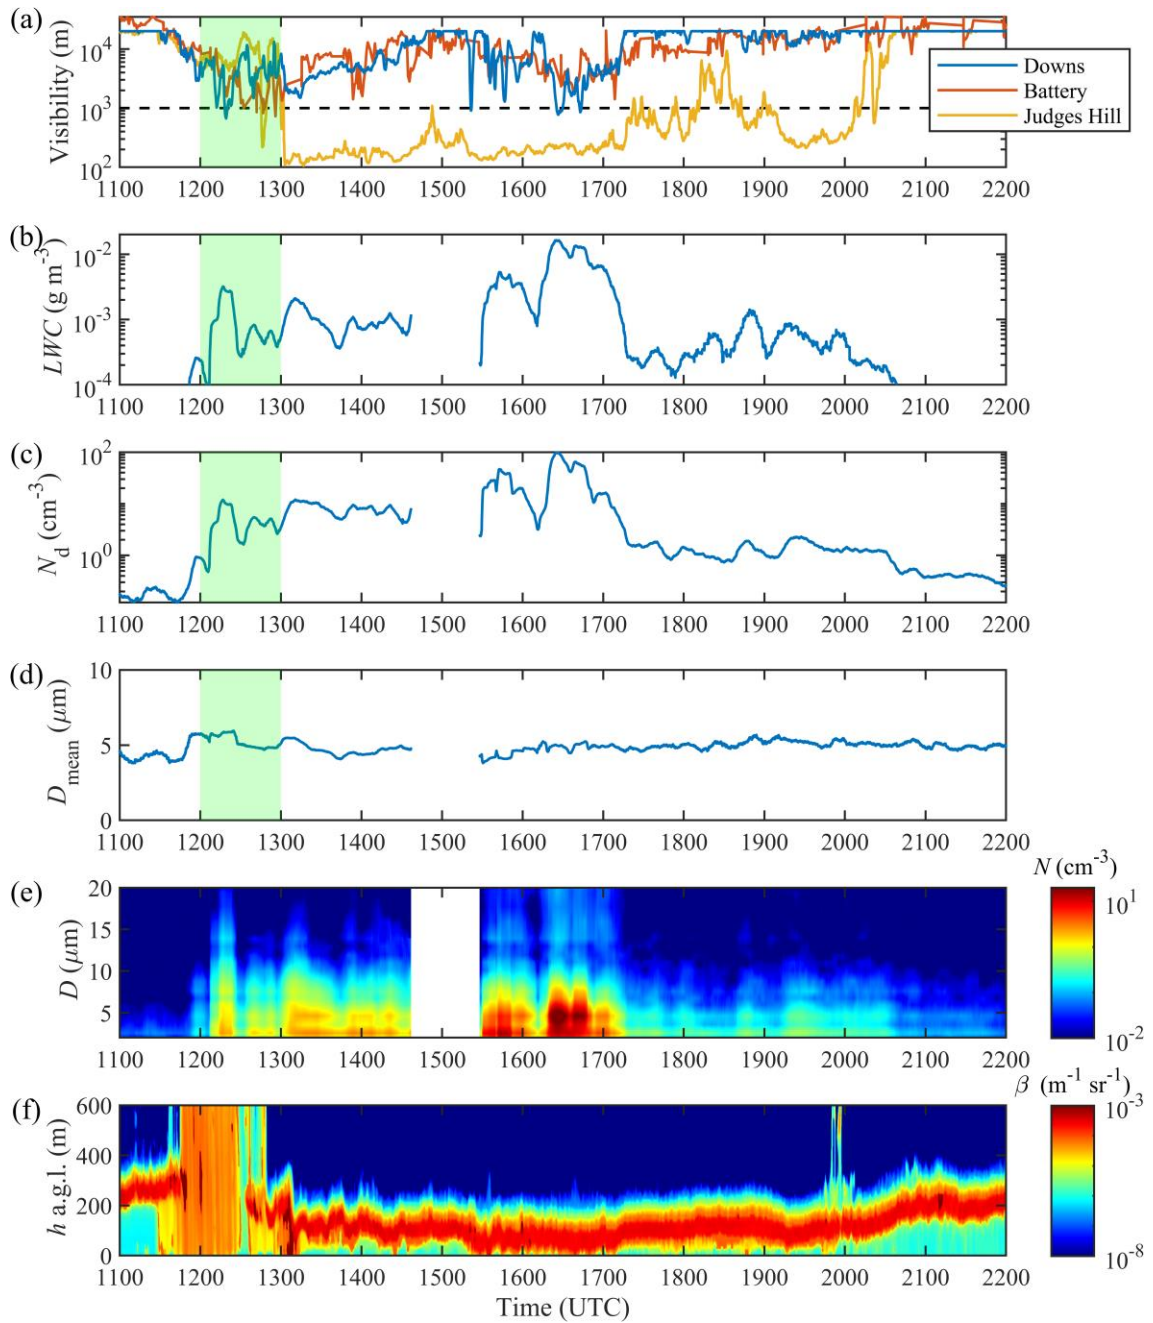 (a)
Visibility (m)
10^4
10^3
10^2
Downs
Battery
Judges Hill
1100 1200 1300 1400 1500 1600 1700 1800 1900 2000 2100 2200
(b)
LWC (g m^-3)
10^-2
10^-3
10^-4
1100 1200 1300 1400 1500 1600 1700 1800 1900 2000 2100 2200
(c)
N_d (cm^-3)
10^2
10^0
1100 1200 1300 1400 1500 1600 1700 1800 1900 2000 2100 2200
(d)
D_mean (μm)
10
5
0
1100 1200 1300 1400 1500 1600 1700 1800 1900 2000 2100 2200
(e)
D (μm)
20
15
10
5
1100 1200 1300 1400 1500 1600 1700 1800 1900 2000 2100 2200
N (cm^-3)
10^1
10^-2
(f)
h a.g.l. (m)
600
400
200
0
1100 1200 1300 1400 1500 1600 1700 1800 1900 2000 2100 2200
Time (UTC)
β (m^-1 sr^-1)
10^-3
10^-8